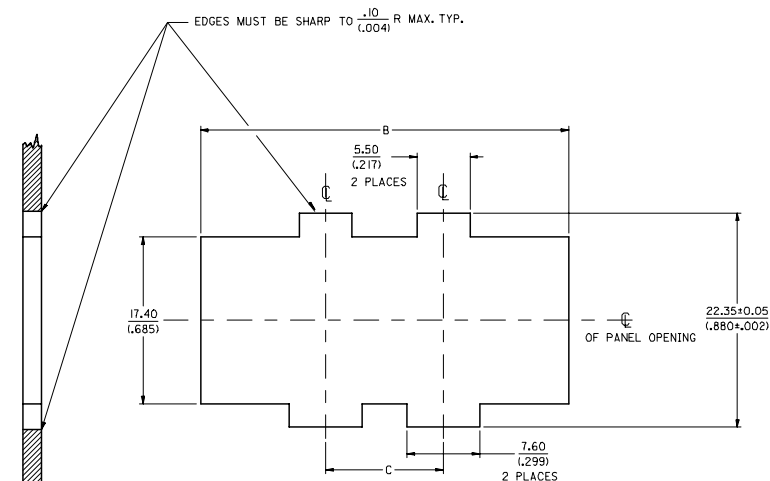 EDGES MUST BE SHARP TO .10/(.004) R MAX. TYP.
B
5.50
(.217)
2 PLACES
℄ ℄
17.40
(.685)
22.35±0.05
(.880±.002)
℄
OF PANEL OPENING
7.60
(.299)
2 PLACES
C